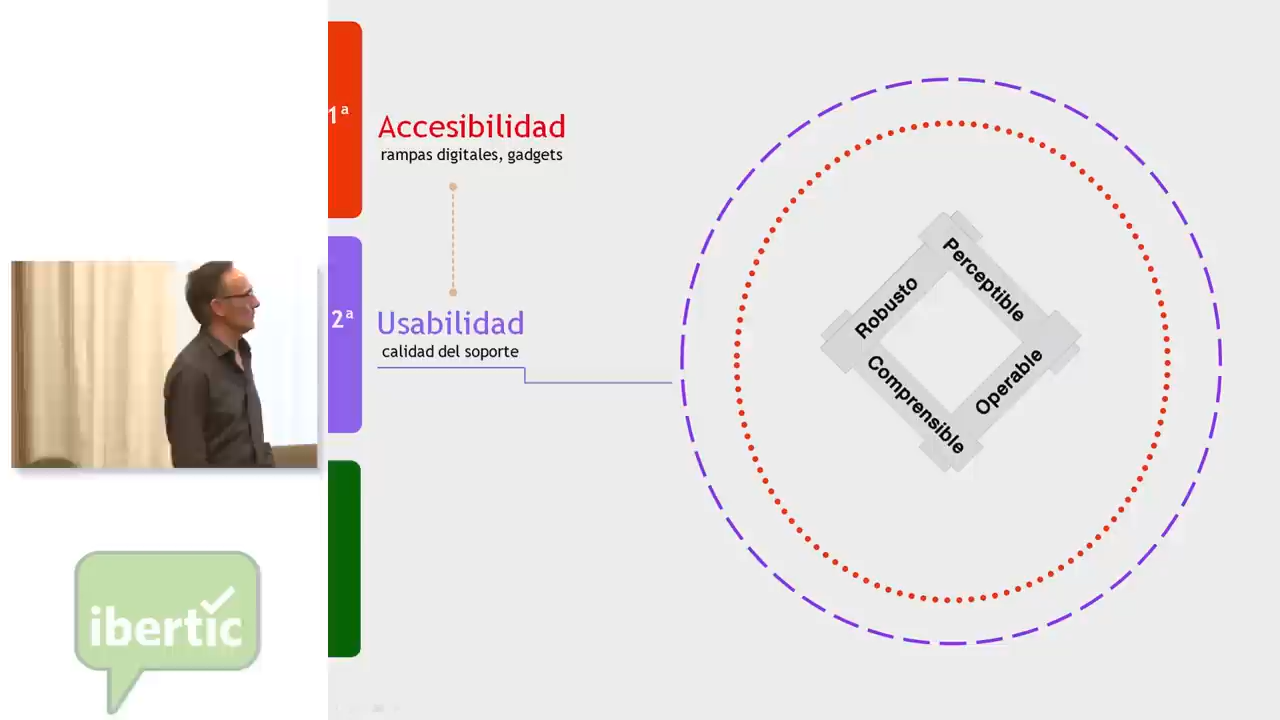 1ª
Accesibilidad
rampas digitales, gadgets
2ª
Usabilidad
calidad del soporte
Perceptible
Robusto
Operable
Comprensible
ibertic